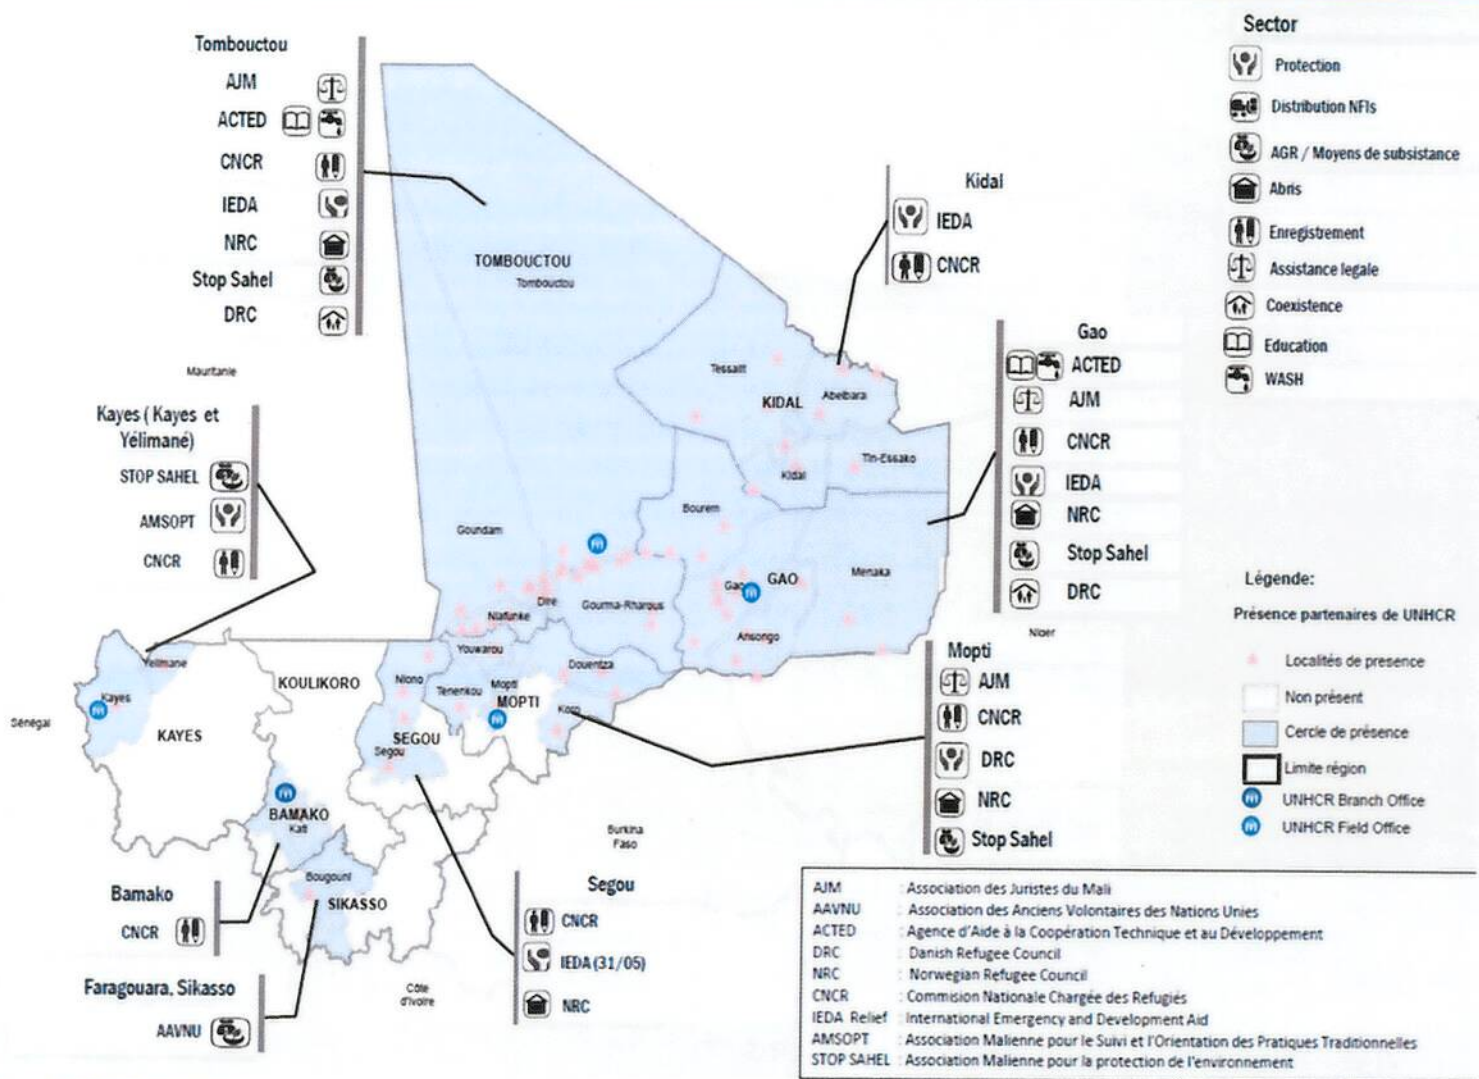 Tombouctou
AJM
ACTED
CNCR
IEDA
NRC
Stop Sahel
DRC
Mauritanie
Kayes ( Kayes et
Yélimané)
STOP SAHEL
AMSOPT
CNCR
Kidal
IEDA
CNCR
Gao
ACTED
AJM
CNCR
IEDA
NRC
Stop Sahel
DRC
Niger
Mopti
AJM
CNCR
DRC
NRC
Stop Sahel
Segou
CNCR
IEDA (31/05)
NRC
Bamako
CNCR
Faragouara, Sikasso
AAVNU
TOMBOUCTOU
Tombouctou
Tessalit
KIDAL
Abeibara
Kidal
Tin-Essako
Bourem
Goundam
Gao
GAO
Menaka
Dire
Gourma-Rharous
Niafunke
Ansongo
Youwarou
Douentza
Niono
Tenenkou
Mopti
MOPTI
Koro
SEGOU
Segou
Yelimane
Kayes
KAYES
KOULIKORO
Sénégal
BAMAKO
Kati
Bougouni
SIKASSO
Burkina
Faso
Côte
d'Ivoire
Sector
Protection
Distribution NFIs
AGR / Moyens de subsistance
Abris
Enregistrement
Assistance legale
Coexistence
Education
WASH
Légende:
Présence partenaires de UNHCR
Localités de presence
Non présent
Cercle de présence
Limite région
UNHCR Branch Office
UNHCR Field Office
AJM : Association des Juristes du Mali
AAVNU : Association des Anciens Volontaires des Nations Unies
ACTED : Agence d'Aide à la Coopération Technique et au Développement
DRC : Danish Refugee Council
NRC : Norwegian Refugee Council
CNCR : Commision Nationale Chargée des Refugiés
IEDA Relief : International Emergency and Development Aid
AMSOPT : Association Malienne pour le Suivi et l'Orientation des Pratiques Traditionnelles
STOP SAHEL : Association Malienne pour la protection de l'environnement